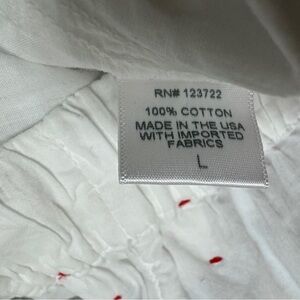 RN# 123722
100% COTTON
MADE IN THE USA
WITH IMPORTED
FABRICS
L